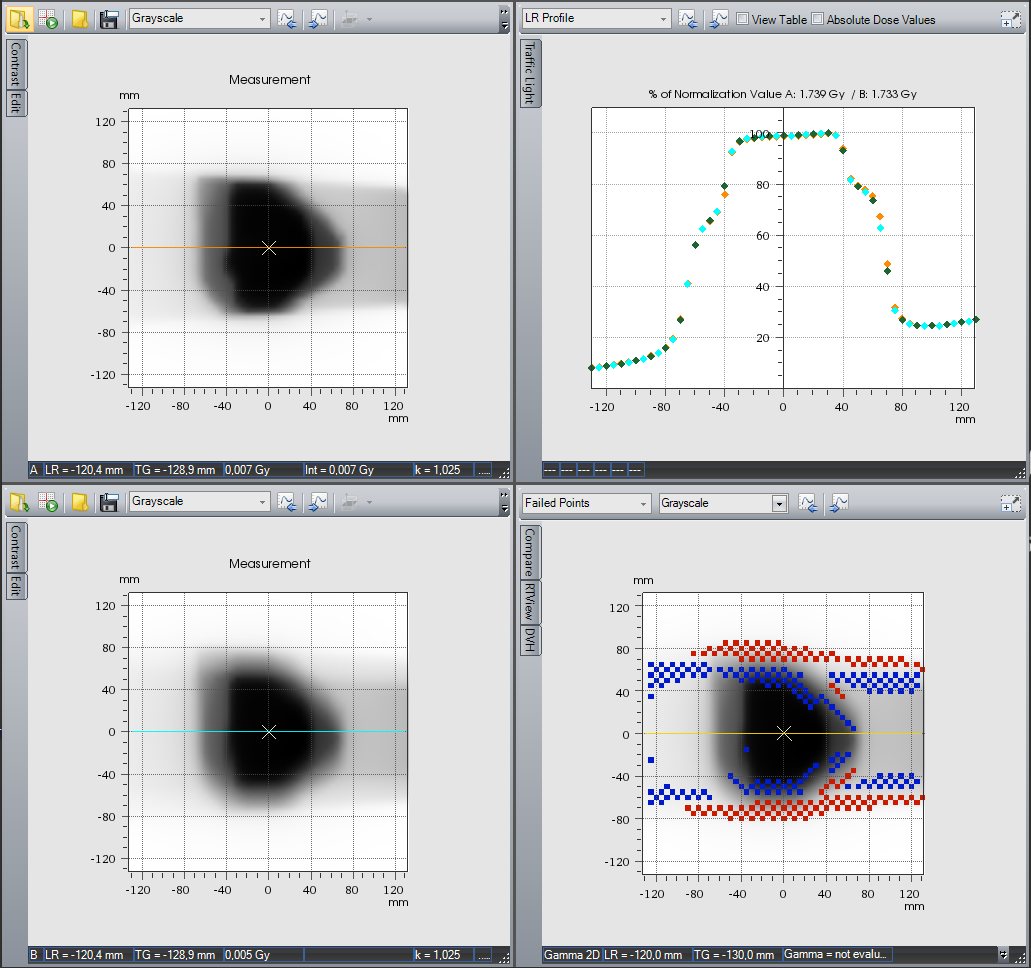 Grayscale
Contrast
Edit
Measurement
mm
120
80
40
0
-40
-80
-120
-120 -80 -40 0 40 80 120
mm
A LR = -120,4 mm TG = -128,9 mm 0,007 Gy Int = 0,007 Gy k = 1,025 .....
LR Profile View Table Absolute Dose Values
Traffic Light
% of Normalization Value A: 1.739 Gy / B: 1.733 Gy
100
80
60
40
20
-120 -80 -40 0 40 80 120
mm
--- --- --- --- --- ---
Grayscale
Contrast
Edit
Measurement
mm
120
80
40
0
-40
-80
-120
-120 -80 -40 0 40 80 120
mm
B LR = -120,4 mm TG = -128,9 mm 0,005 Gy k = 1,025 .....
Failed Points Grayscale
Compare
RTView
DVH
mm
120
80
40
0
-40
-80
-120
-120 -80 -40 0 40 80 120
mm
Gamma 2D LR = -120,0 mm TG = -130,0 mm Gamma = not evalu...